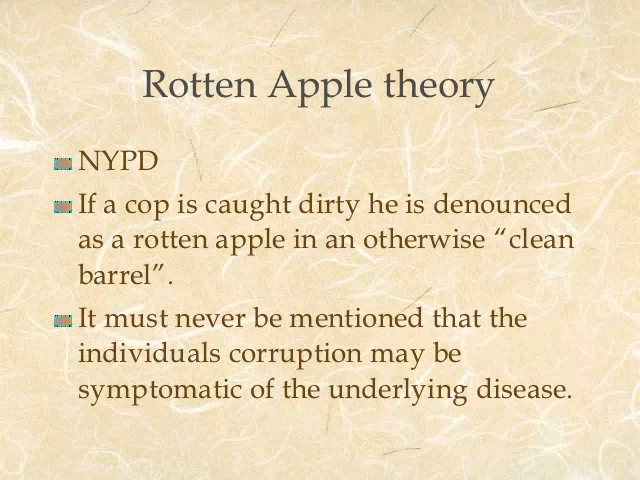 Rotten Apple theory
NYPD
If a cop is caught dirty he is denounced
as a rotten apple in an otherwise “clean
barrel”.
It must never be mentioned that the
individuals corruption may be
symptomatic of the underlying disease.